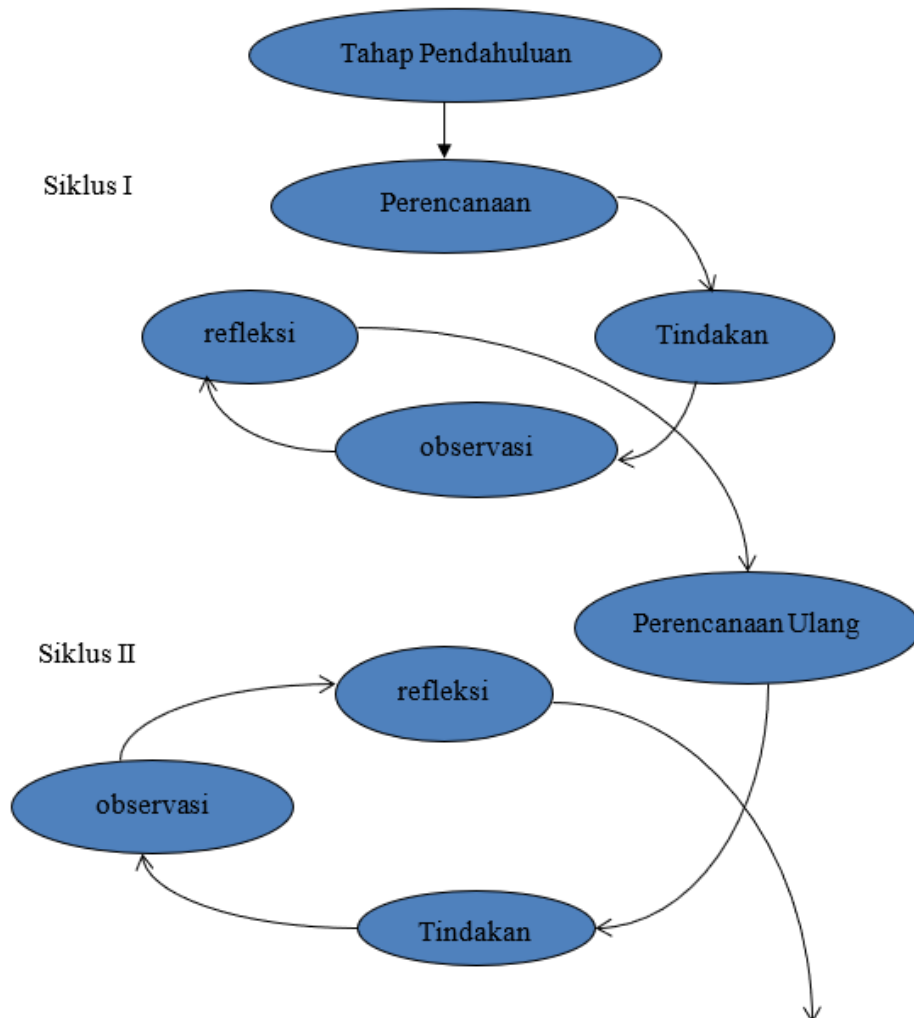 Tahap Pendahuluan
Siklus I
Perencanaan
refleksi
Tindakan
observasi
Perencanaan Ulang
Siklus II
refleksi
observasi
Tindakan